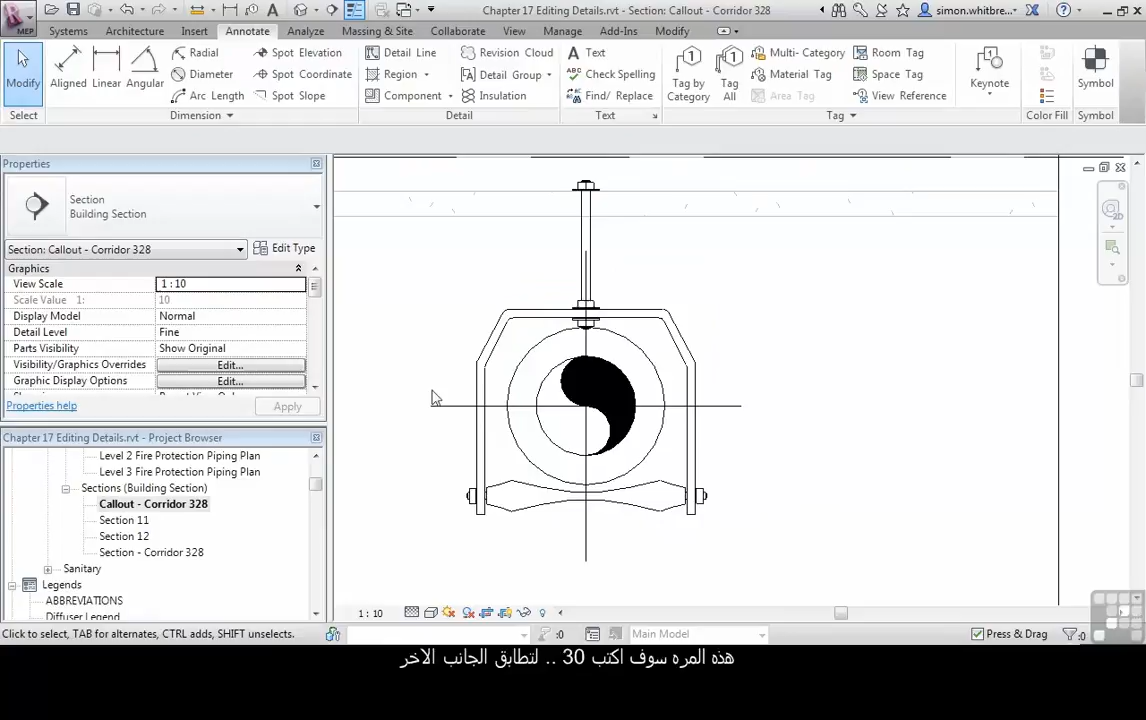 Chapter 17 Editing Details.rvt - Section: Callout - Corridor 328
simon.whitbre...
MEP
Systems
Architecture
Insert
Annotate
Analyze
Massing & Site
Collaborate
View
Manage
Add-Ins
Modify
Modify
Aligned
Linear
Angular
Radial
Diameter
Arc Length
Spot Elevation
Spot Coordinate
Spot Slope
Detail Line
Region
Component
Revision Cloud
Detail Group
Insulation
Text
Check Spelling
Find/ Replace
Tag by Category
Tag All
Multi- Category
Material Tag
Area Tag
Room Tag
Space Tag
View Reference
Keynote
Symbol
Select
Dimension
Detail
Text
Tag
Color Fill
Symbol
Properties
Section
Building Section
Section: Callout - Corridor 328
Edit Type
Graphics
View Scale 1 : 10
Scale Value 1: 10
Display Model Normal
Detail Level Fine
Parts Visibility Show Original
Visibility/Graphics Overrides Edit...
Graphic Display Options Edit...
Properties help
Apply
Chapter 17 Editing Details.rvt - Project Browser
Level 2 Fire Protection Piping Plan
Level 3 Fire Protection Piping Plan
Sections (Building Section)
Callout - Corridor 328
Section 11
Section 12
Section - Corridor 328
Sanitary
Legends
ABBREVIATIONS
Diffuser Legend
1 : 10
Click to select, TAB for alternates, CTRL adds, SHIFT unselects.
:0
Main Model
Press & Drag
:0
هذه المره سوف اكتب 30 .. لتطابق الجانب الاخر